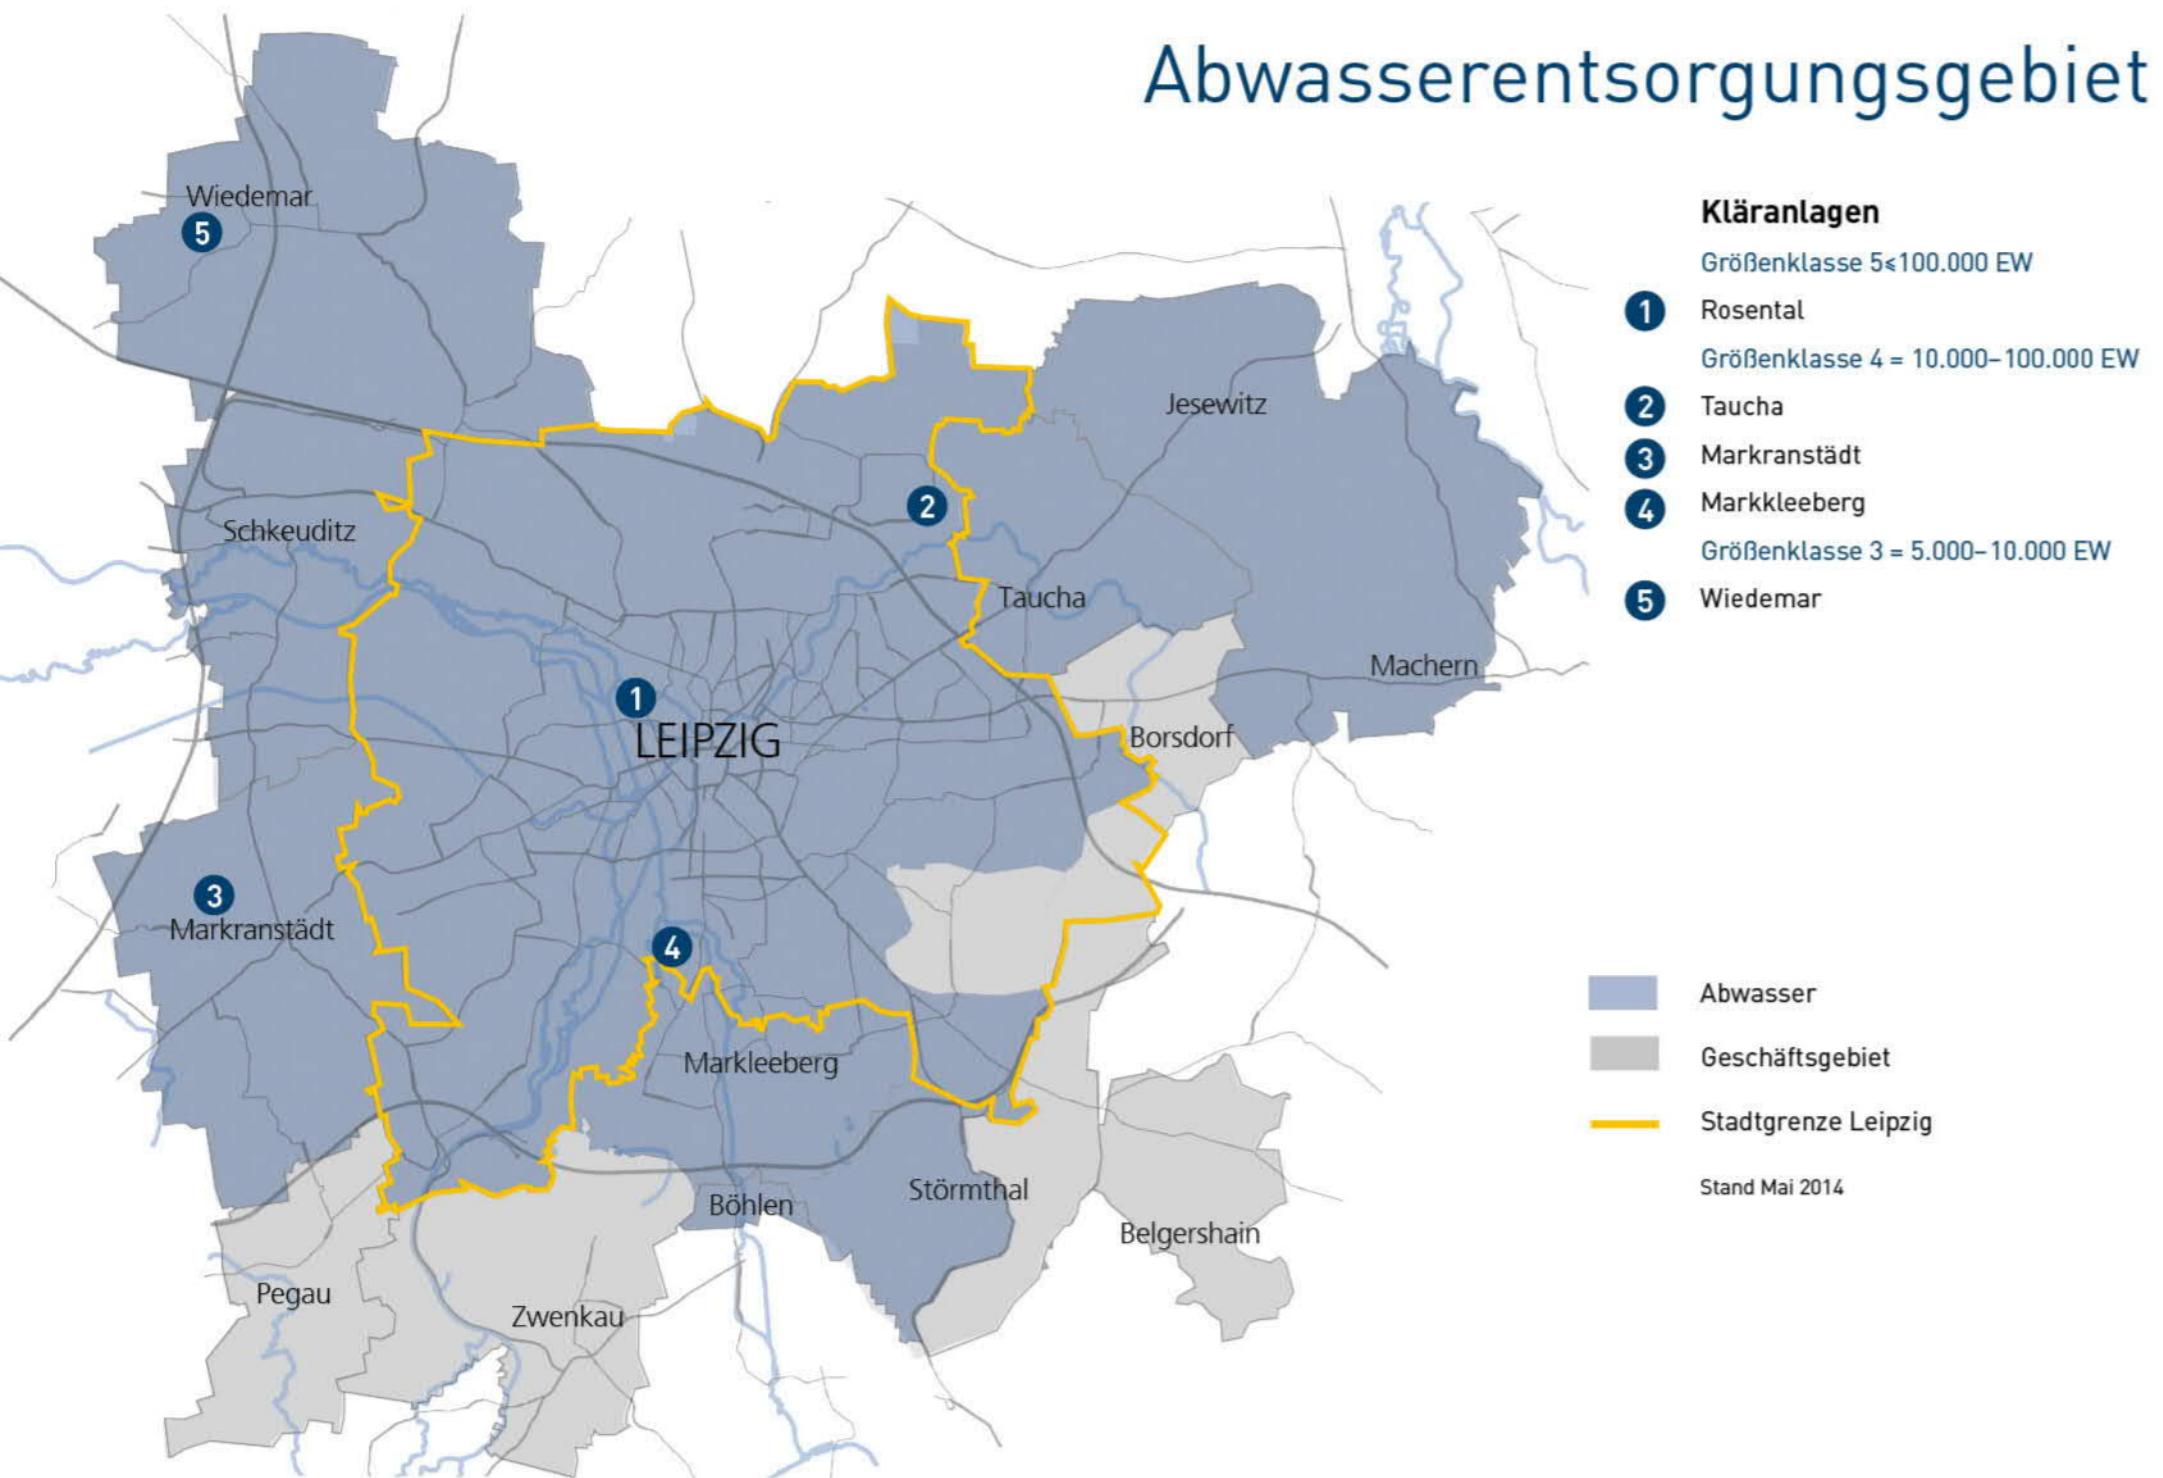 Abwasserentsorgungsgebiet
Kläranlagen
Größenklasse 5≤100.000 EW
1 Rosental
Größenklasse 4 = 10.000–100.000 EW
2 Taucha
3 Markranstädt
4 Markkleeberg
Größenklasse 3 = 5.000–10.000 EW
5 Wiedemar
Wiedemar
5
Jesewitz
2
Schkeuditz
Taucha
Machern
1
LEIPZIG
Borsdorf
3
Markranstädt
4
Markleeberg
Störmthal
Böhlen
Belgershain
Pegau
Zwenkau
Abwasser
Geschäftsgebiet
Stadtgrenze Leipzig
Stand Mai 2014